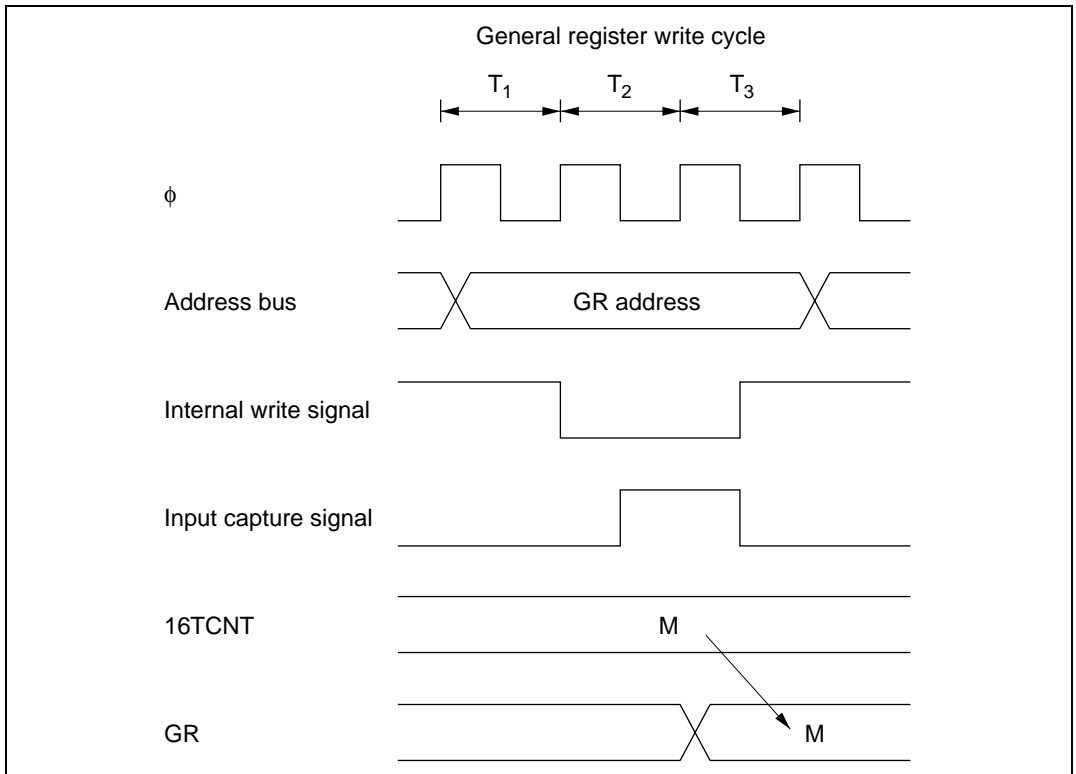 General register write cycle
T1 T2 T3
ϕ
Address bus GR address
Internal write signal
Input capture signal
16TCNT M
GR M